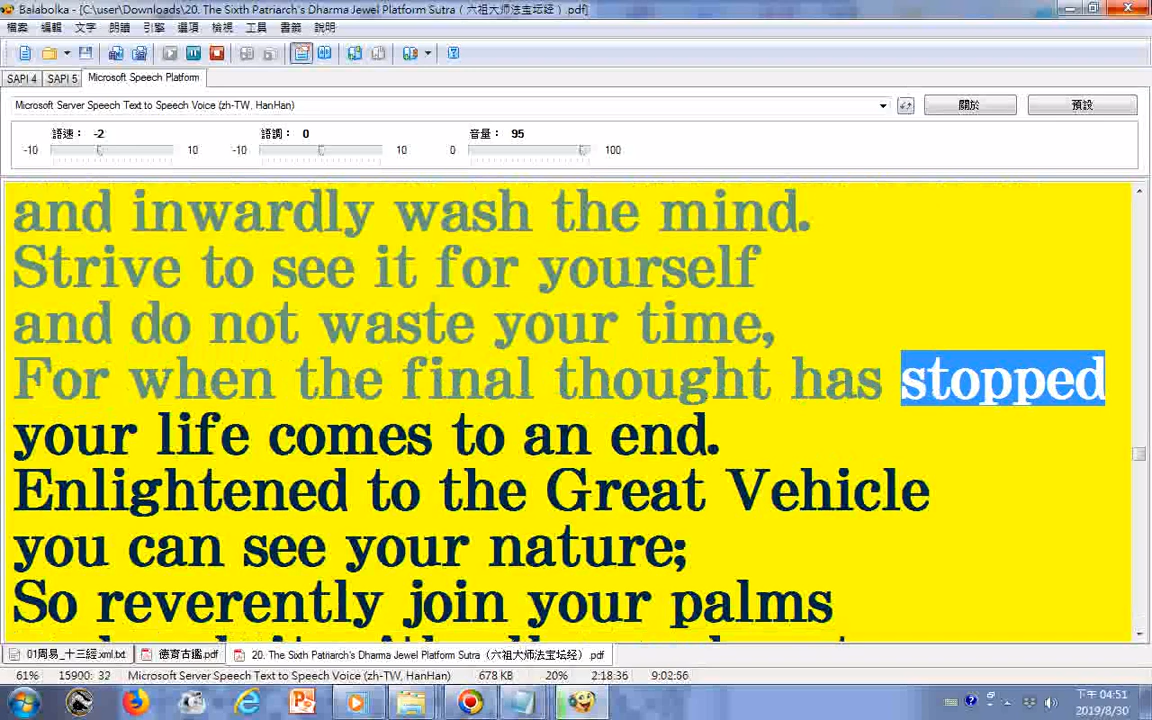 Balabolka - [C:\user\Downloads\20. The Sixth Patriarch's Dharma Jewel Platform Sutra（六祖大师法宝坛经）.pdf]
檔案 編輯 文字 朗讀 引擎 選項 檢視 工具 書籤 說明
SAPI 4 SAPI 5 Microsoft Speech Platform
Microsoft Server Speech Text to Speech Voice (zh-TW, HanHan) 關於 預設
語速： -2 語調： 0 音量： 95
-10 10 -10 10 0 100
and inwardly wash the mind.
Strive to see it for yourself
and do not waste your time,
For when the final thought has stopped
your life comes to an end.
Enlightened to the Great Vehicle
you can see your nature;
So reverently join your palms
01周易_十三經.xml.txt 德育古鑑.pdf 20. The Sixth Patriarch's Dharma Jewel Platform Sutra（六祖大师法宝坛经）.pdf
61% 15900: 32 Microsoft Server Speech Text to Speech Voice (zh-TW, HanHan) 678 KB 20% 2:18:36 9:02:56
下午 04:51
2019/8/30